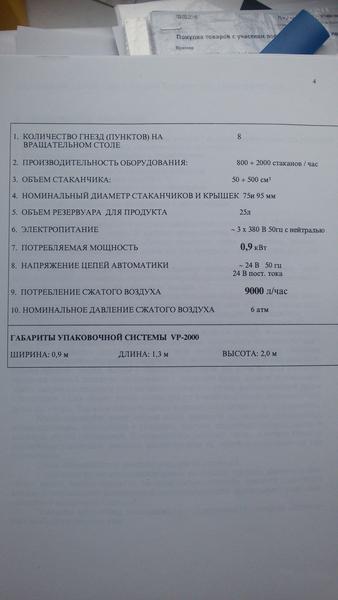 Покупка товаров с участием
4
1. КОЛИЧЕСТВО ГНЕЗД (ПУНКТОВ) НА 8
ВРАЩАТЕЛЬНОМ СТОЛЕ
2. ПРОИЗВОДИТЕЛЬНОСТЬ ОБОРУДОВАНИЯ: 800 ÷ 2000 стаканов / час
3. ОБЪЕМ СТАКАНЧИКА: 50 ÷ 500 см³
4. НОМИНАЛЬНЫЙ ДИАМЕТР СТАКАНЧИКОВ И КРЫШЕК 75и 95 мм
5. ОБЪЕМ РЕЗЕРВУАРА ДЛЯ ПРОДУКТА 25л
6. ЭЛЕКТРОПИТАНИЕ ~ 3 x 380 В 50гц с нейтралью
7. ПОТРЕБЛЯЕМАЯ МОЩНОСТЬ 0,9 кВт
8. НАПРЯЖЕНИЕ ЦЕПЕЙ АВТОМАТИКИ ~ 24 В 50 гц
24 В пост. тока
9. ПОТРЕБЛЕНИЕ СЖАТОГО ВОЗДУХА 9000 л/час
10. НОМИНАЛЬНОЕ ДАВЛЕНИЕ СЖАТОГО ВОЗДУХА 6 атм
ГАБАРИТЫ УПАКОВОЧНОЙ СИСТЕМЫ VP-2000
ШИРИНА: 0,9 м ДЛИНА: 1,3 м ВЫСОТА: 2,0 м